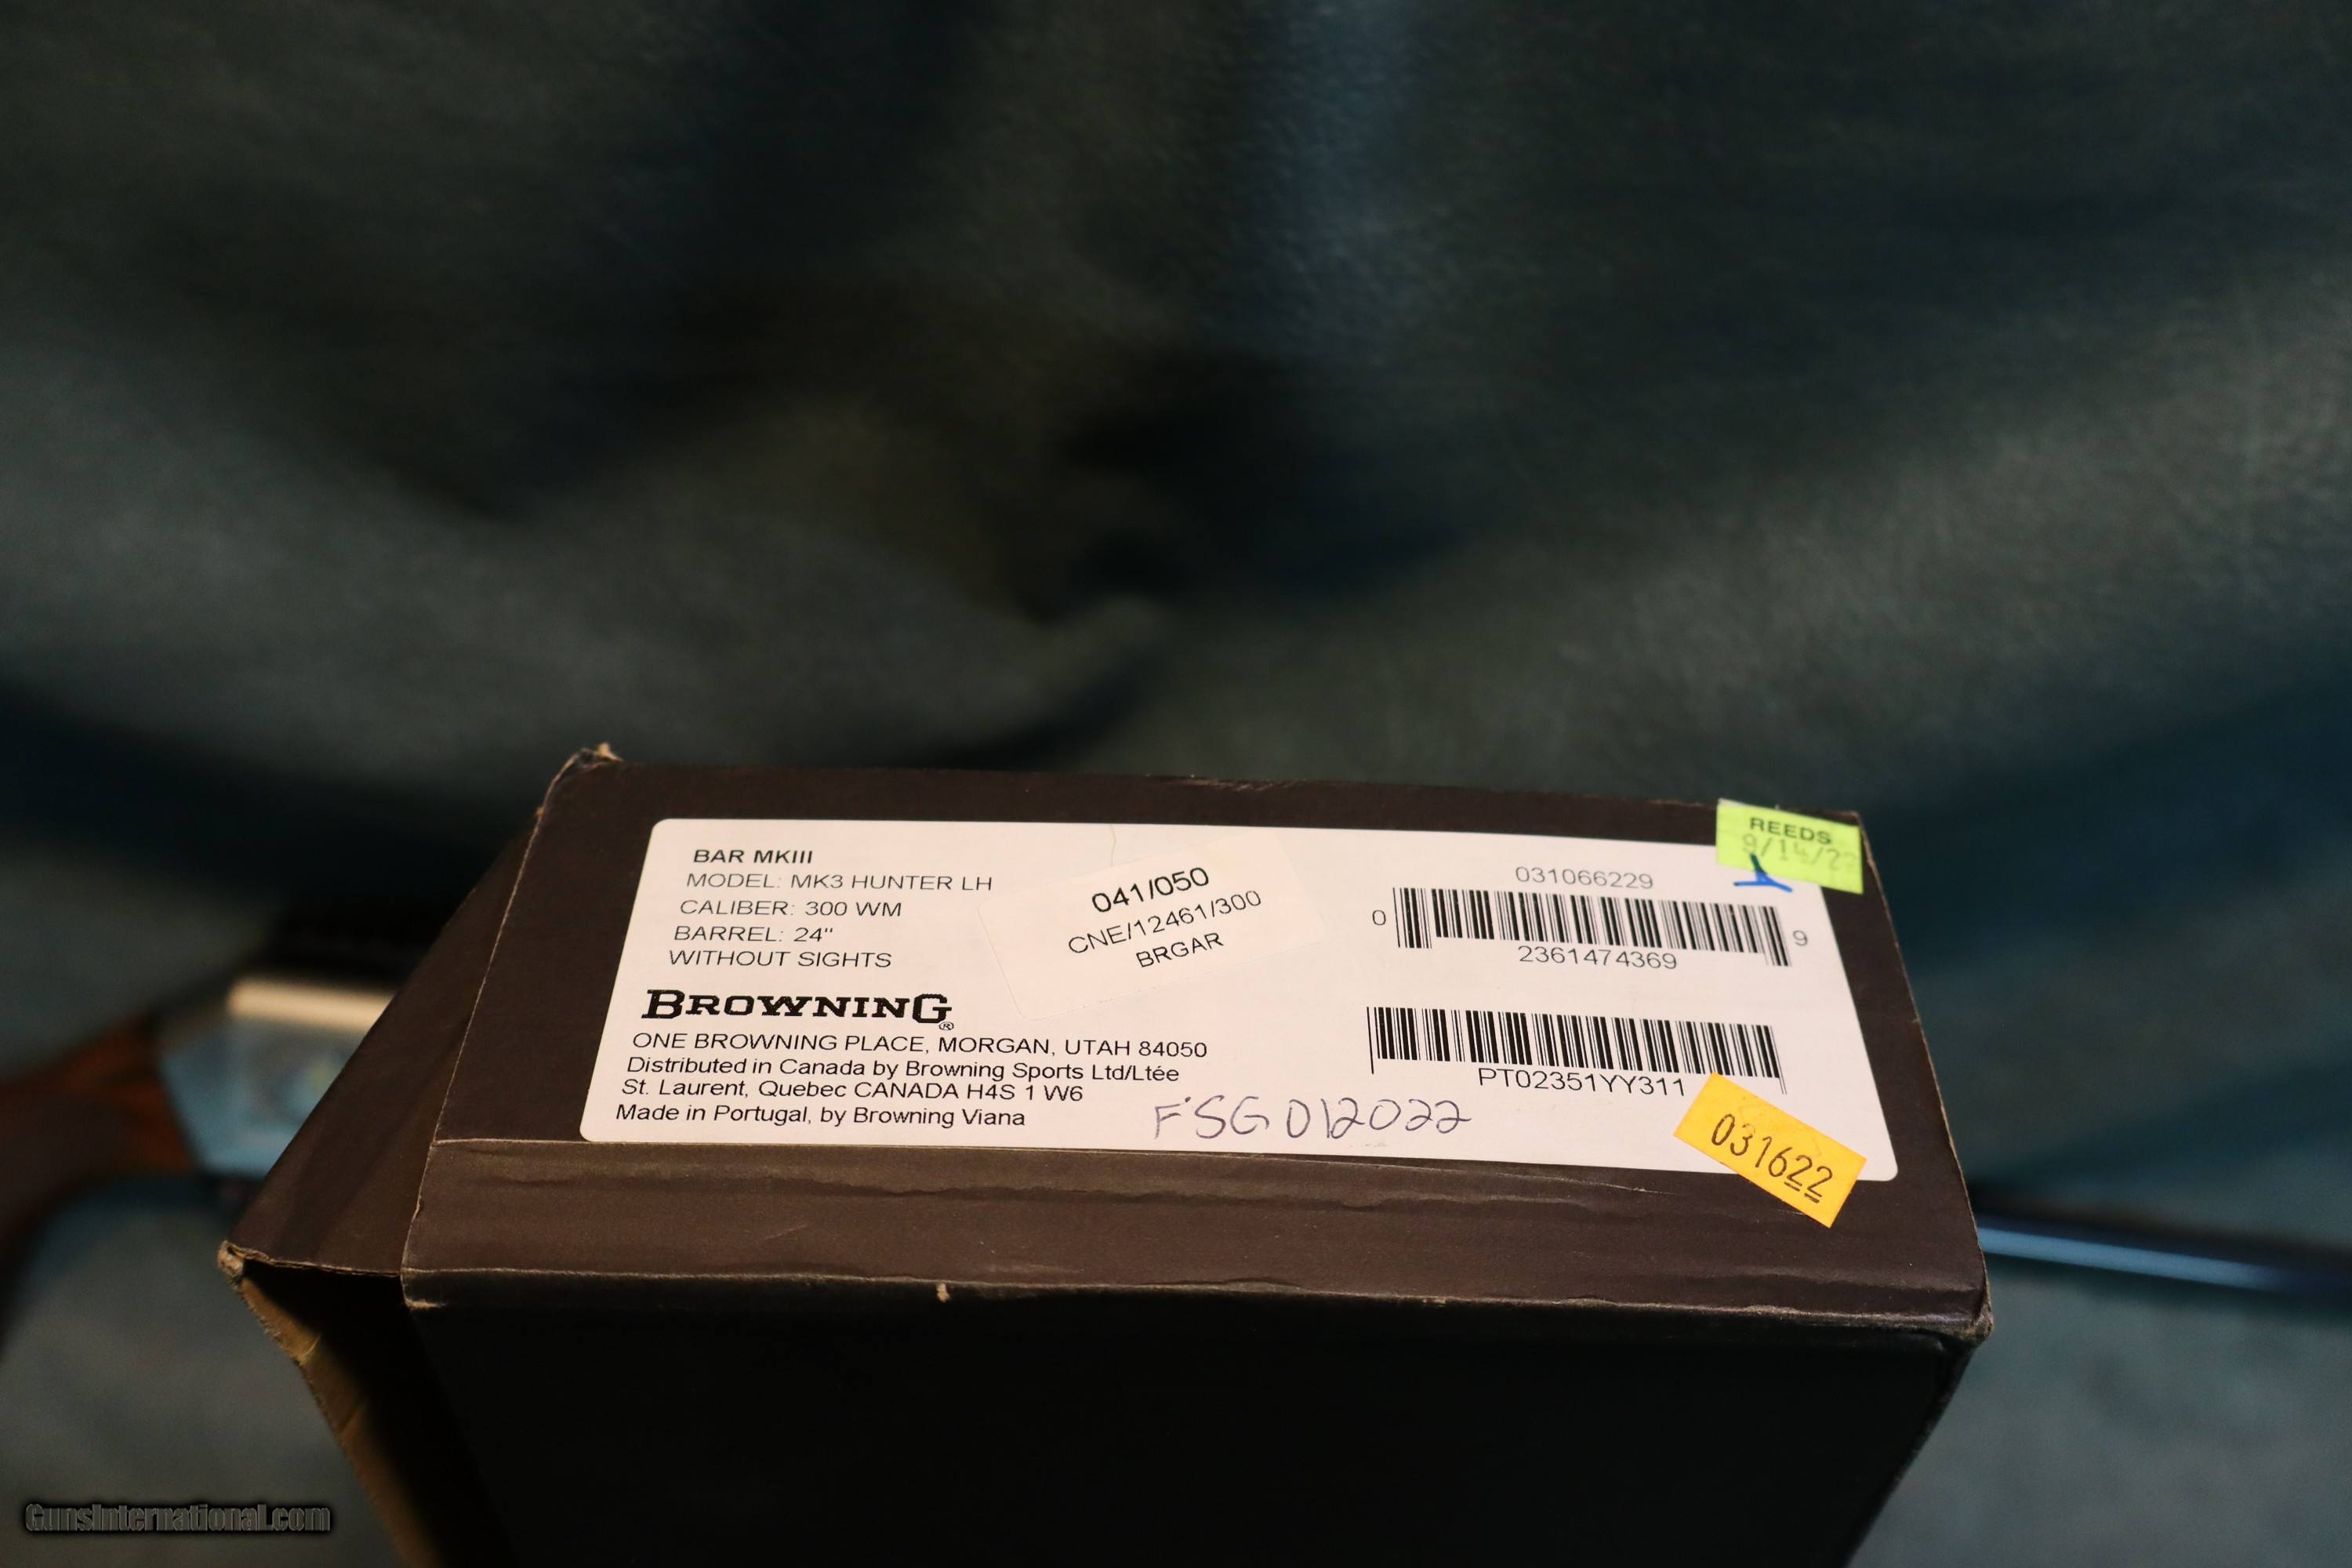 BAR MKIII
MODEL: MK3 HUNTER LH
CALIBER: 300 WM
BARREL: 24"
WITHOUT SIGHTS
BROWNING®
ONE BROWNING PLACE, MORGAN, UTAH 84050
Distributed in Canada by Browning Sports Ltd/Ltée
St. Laurent, Quebec CANADA H4S 1 W6
Made in Portugal, by Browning Viana
041/050
CNE/12461/300
BRGAR
FSG012022
031066229
0
9
2361474369
PT02351YY311
REEDS
031622
GunsInternational.com